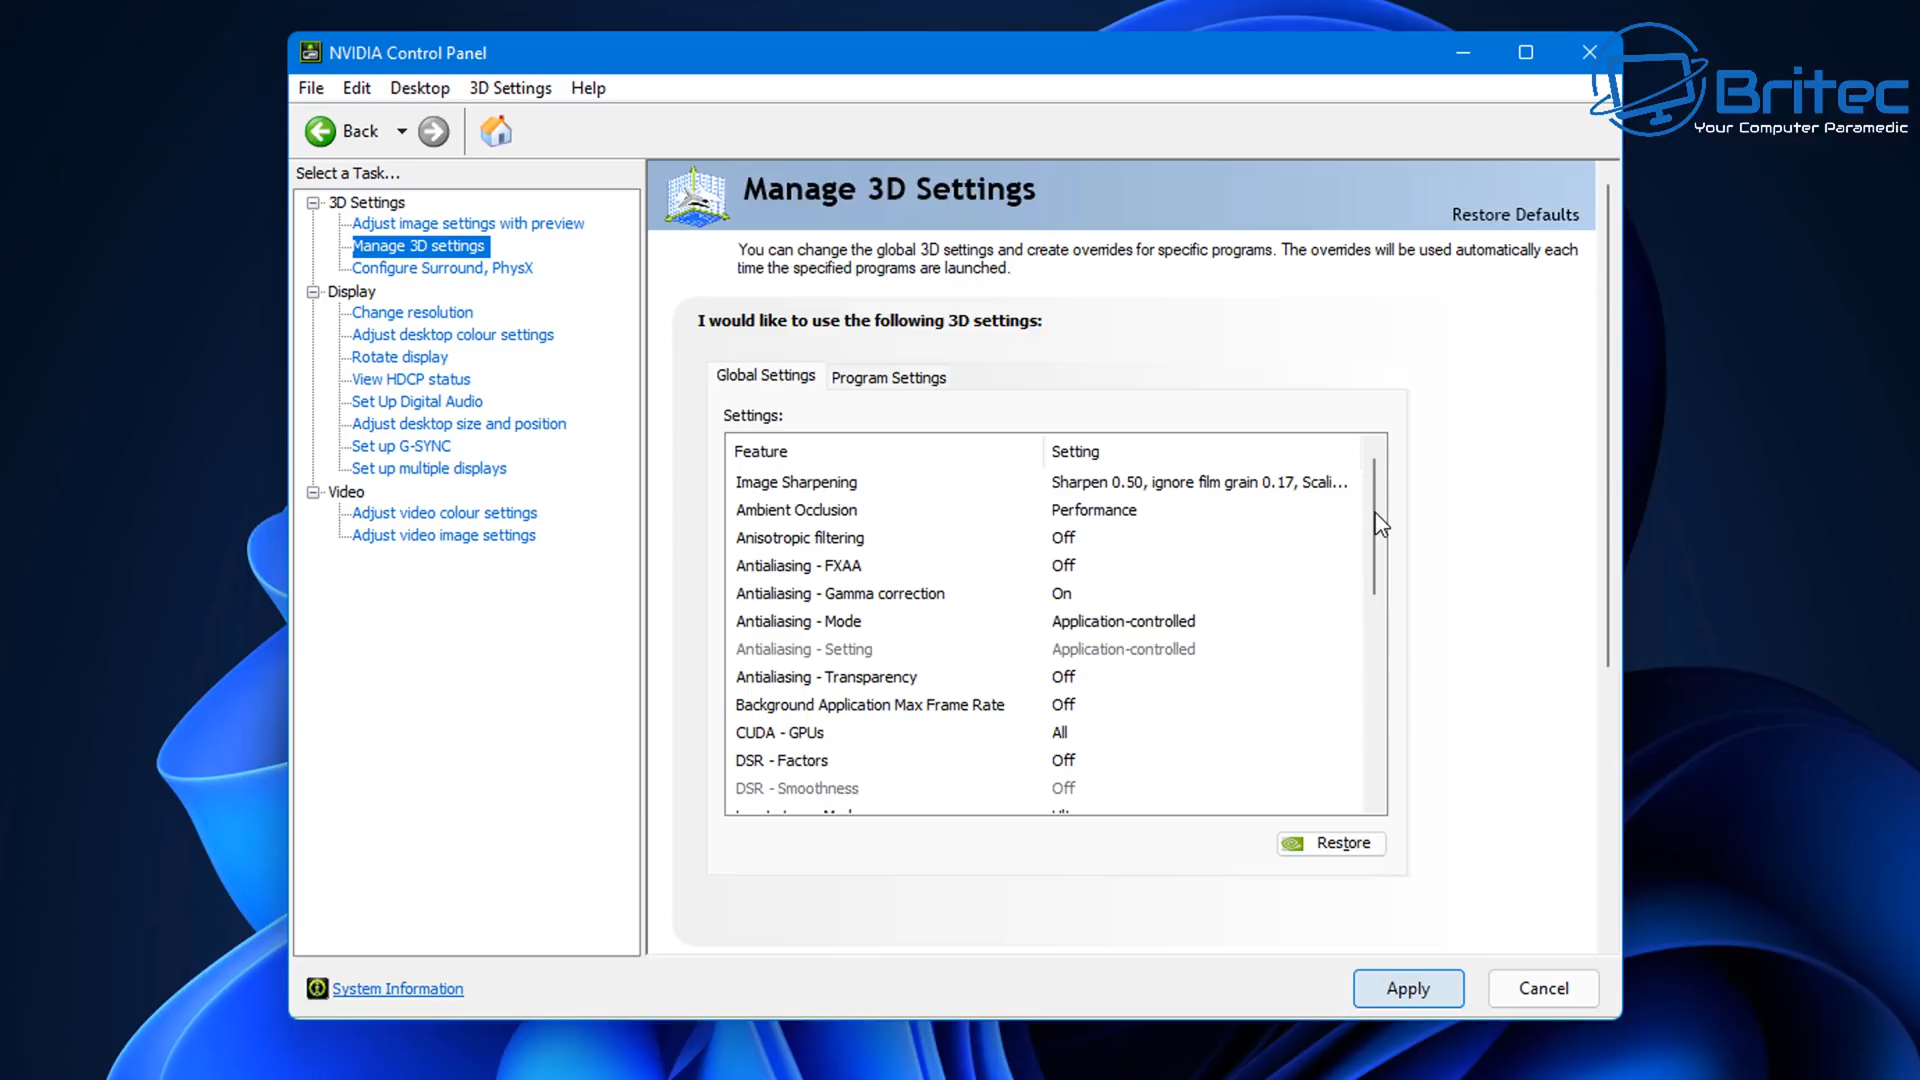 NVIDIA Control Panel
Britec
Your Computer Paramedic
File Edit Desktop 3D Settings Help
Back
Select a Task...
3D Settings
Adjust image settings with preview
Manage 3D settings
Configure Surround, PhysX
Display
Change resolution
Adjust desktop colour settings
Rotate display
View HDCP status
Set Up Digital Audio
Adjust desktop size and position
Set up G-SYNC
Set up multiple displays
Video
Adjust video colour settings
Adjust video image settings
System Information
Manage 3D Settings
Restore Defaults
You can change the global 3D settings and create overrides for specific programs. The overrides will be used automatically each
time the specified programs are launched.
I would like to use the following 3D settings:
Global Settings Program Settings
Settings:
Feature Setting
Image Sharpening Sharpen 0.50, ignore film grain 0.17, Scali...
Ambient Occlusion Performance
Anisotropic filtering Off
Antialiasing - FXAA Off
Antialiasing - Gamma correction On
Antialiasing - Mode Application-controlled
Antialiasing - Setting Application-controlled
Antialiasing - Transparency Off
Background Application Max Frame Rate Off
CUDA - GPUs All
DSR - Factors Off
DSR - Smoothness Off
Restore
Apply Cancel